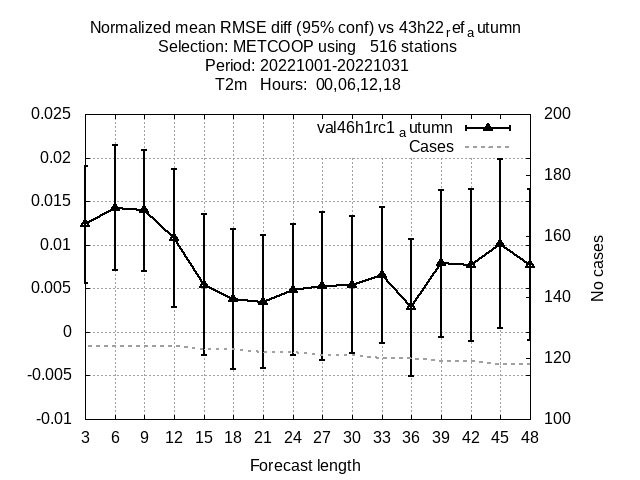 Normalized mean RMSE diff (95% conf) vs 43h22refautumn
Selection: METCOOP using 516 stations
Period: 20221001-20221031
T2m Hours: 00,06,12,18
0.025
0.02
0.015
0.01
0.005
0
-0.005
-0.01
val46h1rc1autumn
Cases
200
180
160
140
120
100
No cases
3 6 9 12 15 18 21 24 27 30 33 36 39 42 45 48
Forecast length